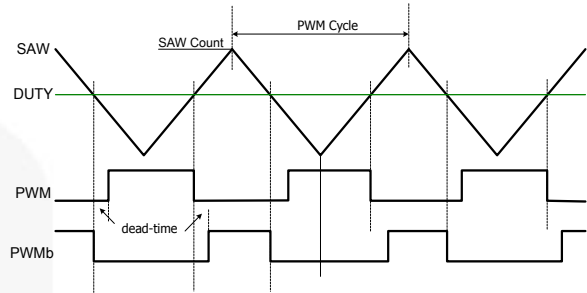 PWM Cycle
SAW Count
SAW
DUTY
PWM
dead-time
PWMb